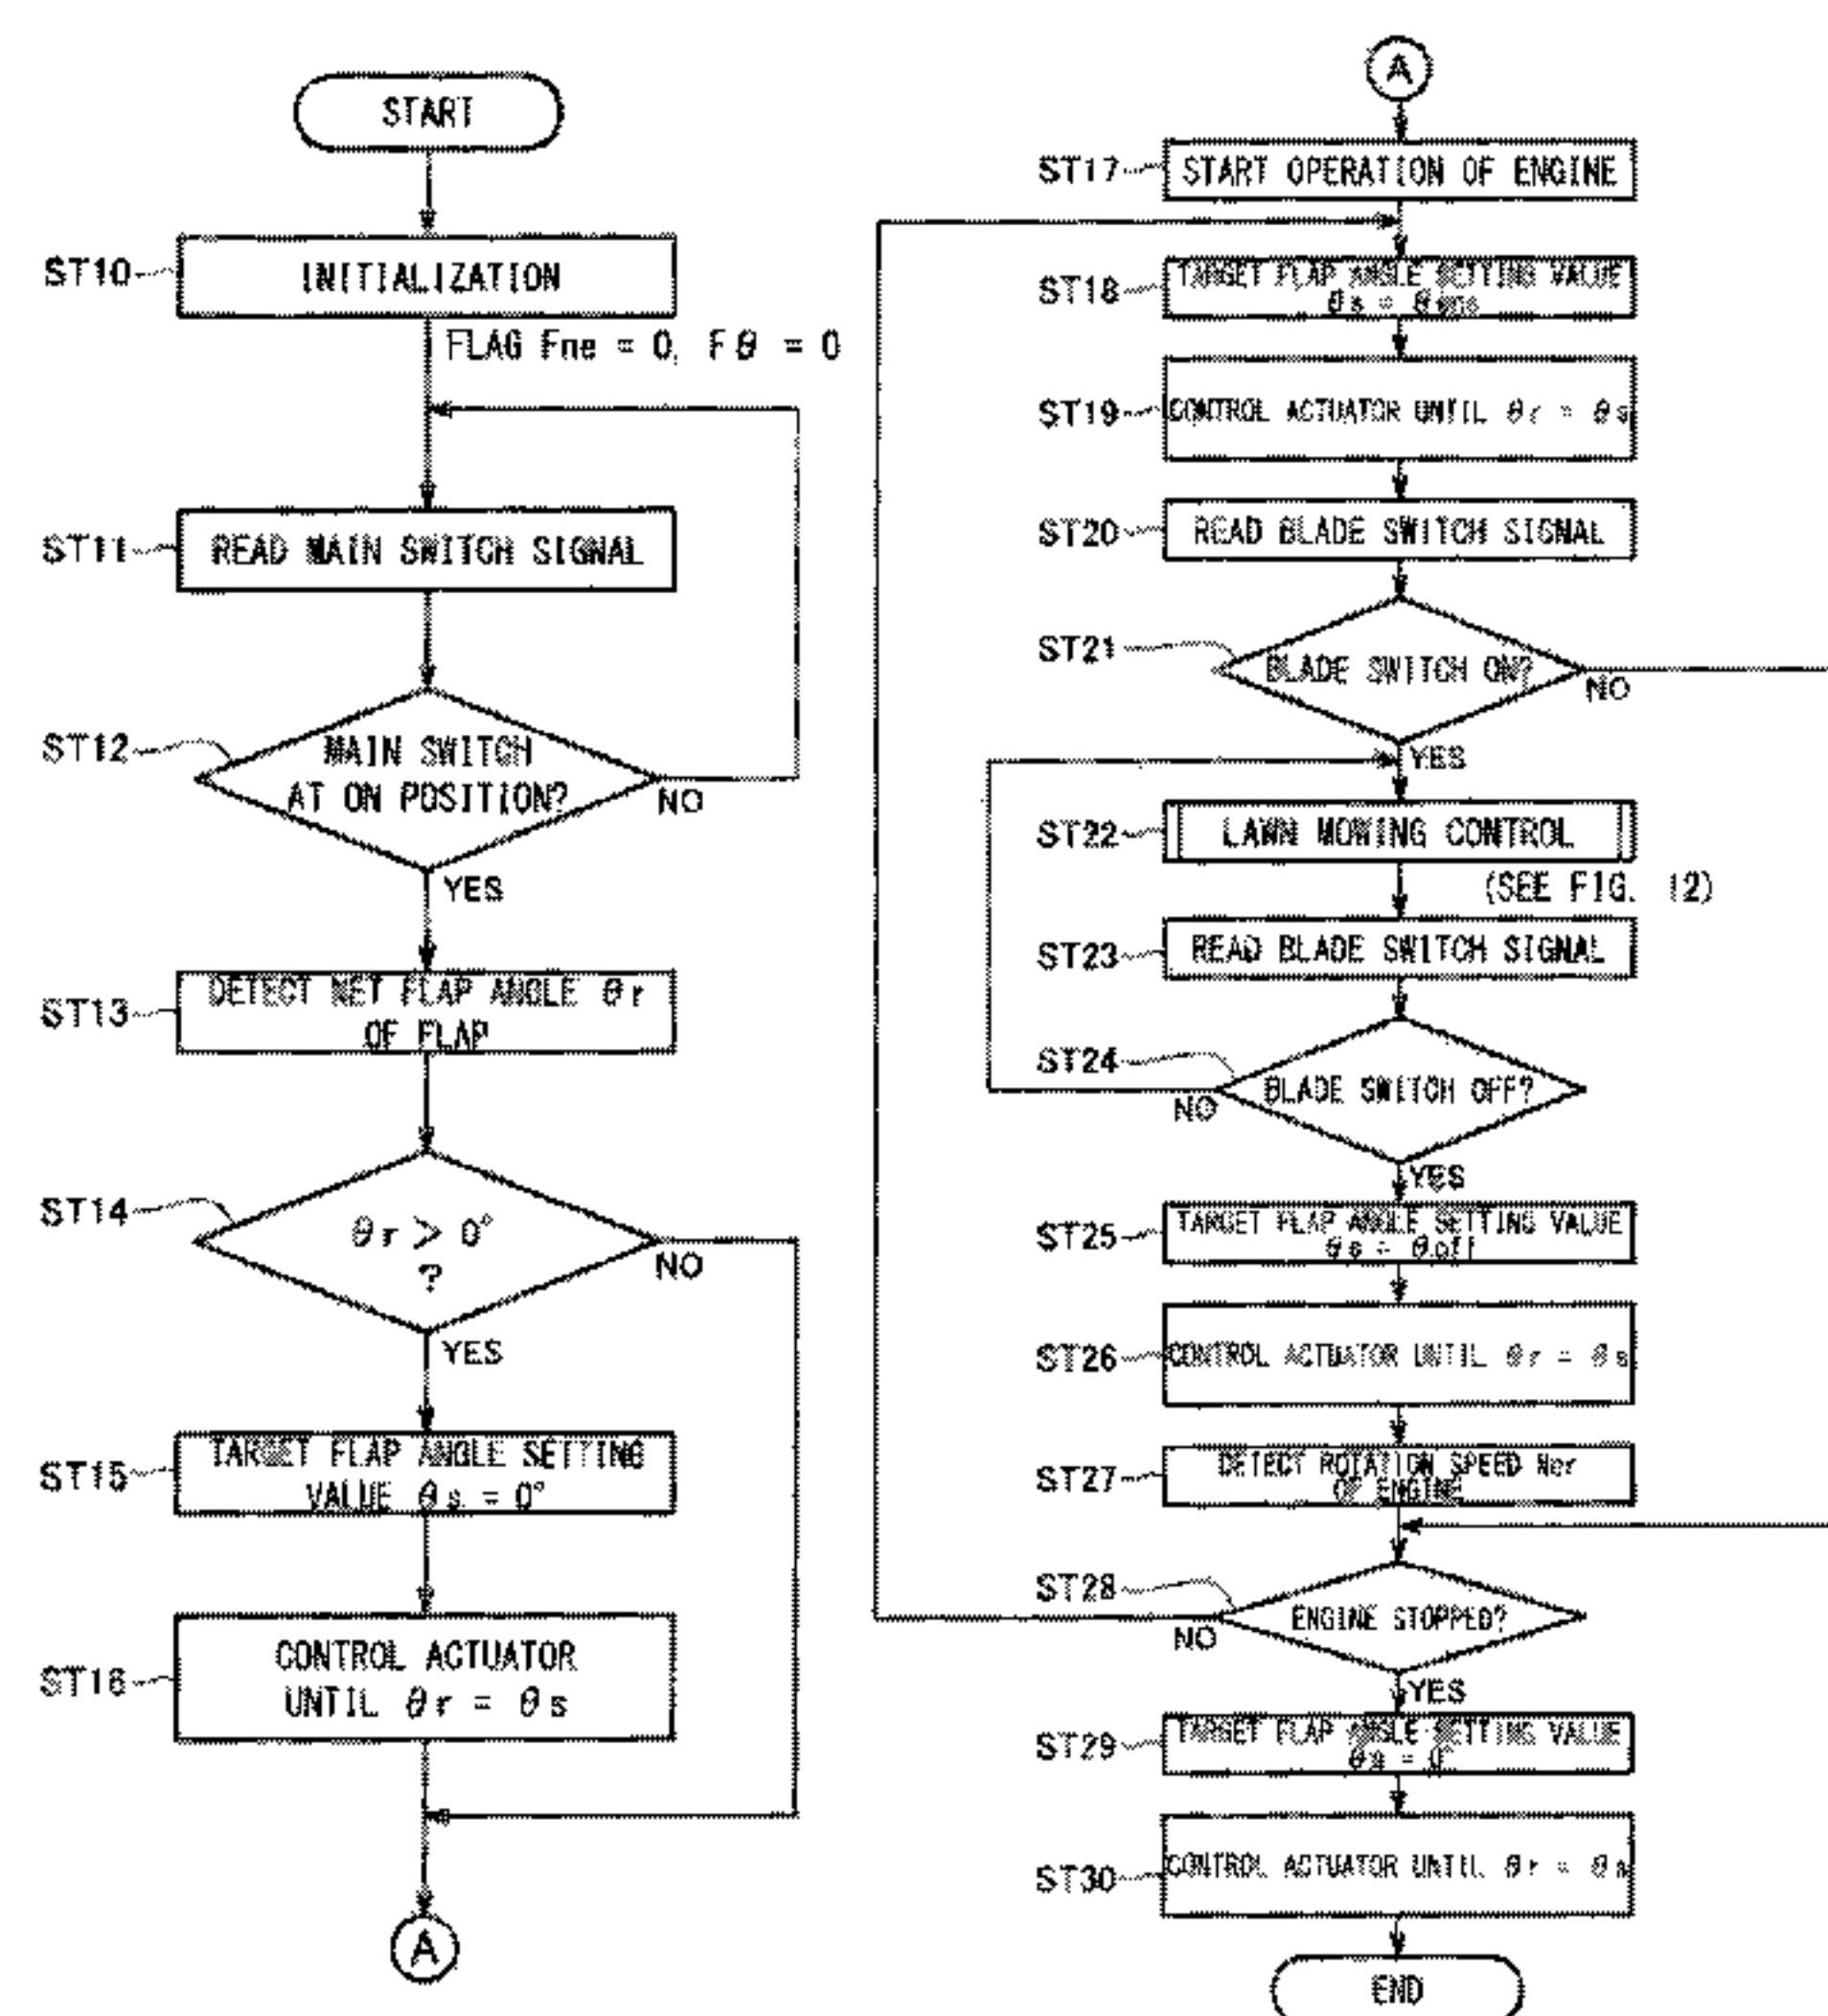 START
ST10
INITIALIZATION
FLAG Fne = 0, Fθ = 0
ST11
READ MAIN SWITCH SIGNAL
ST12
MAIN SWITCH
AT ON POSITION?
NO
YES
ST13
DETECT NET FLAP ANGLE θr
OF FLAP
ST14
θr > 0°
?
NO
YES
ST15
TARGET FLAP ANGLE SETTING
VALUE θs = 0°
ST16
CONTROL ACTUATOR
UNTIL θr = θs
A
A
ST17
START OPERATION OF ENGINE
ST18
TARGET FLAP ANGLE SETTING VALUE
θs =
ST19
CONTROL ACTUATOR UNTIL θr = θs
ST20
READ BLADE SWITCH SIGNAL
ST21
BLADE SWITCH ON?
NO
YES
ST22
LAWN MOWING CONTROL
(SEE FIG. 12)
ST23
READ BLADE SWITCH SIGNAL
ST24
BLADE SWITCH OFF?
NO
YES
ST25
TARGET FLAP ANGLE SETTING VALUE
θs = θoff
ST26
CONTROL ACTUATOR UNTIL θr = θs
ST27
DETECT ROTATION SPEED Ner
OF ENGINE
ST28
ENGINE STOPPED?
NO
YES
ST29
TARGET FLAP ANGLE SETTING VALUE
θs = 0°
ST30
CONTROL ACTUATOR UNTIL θr = θs
END